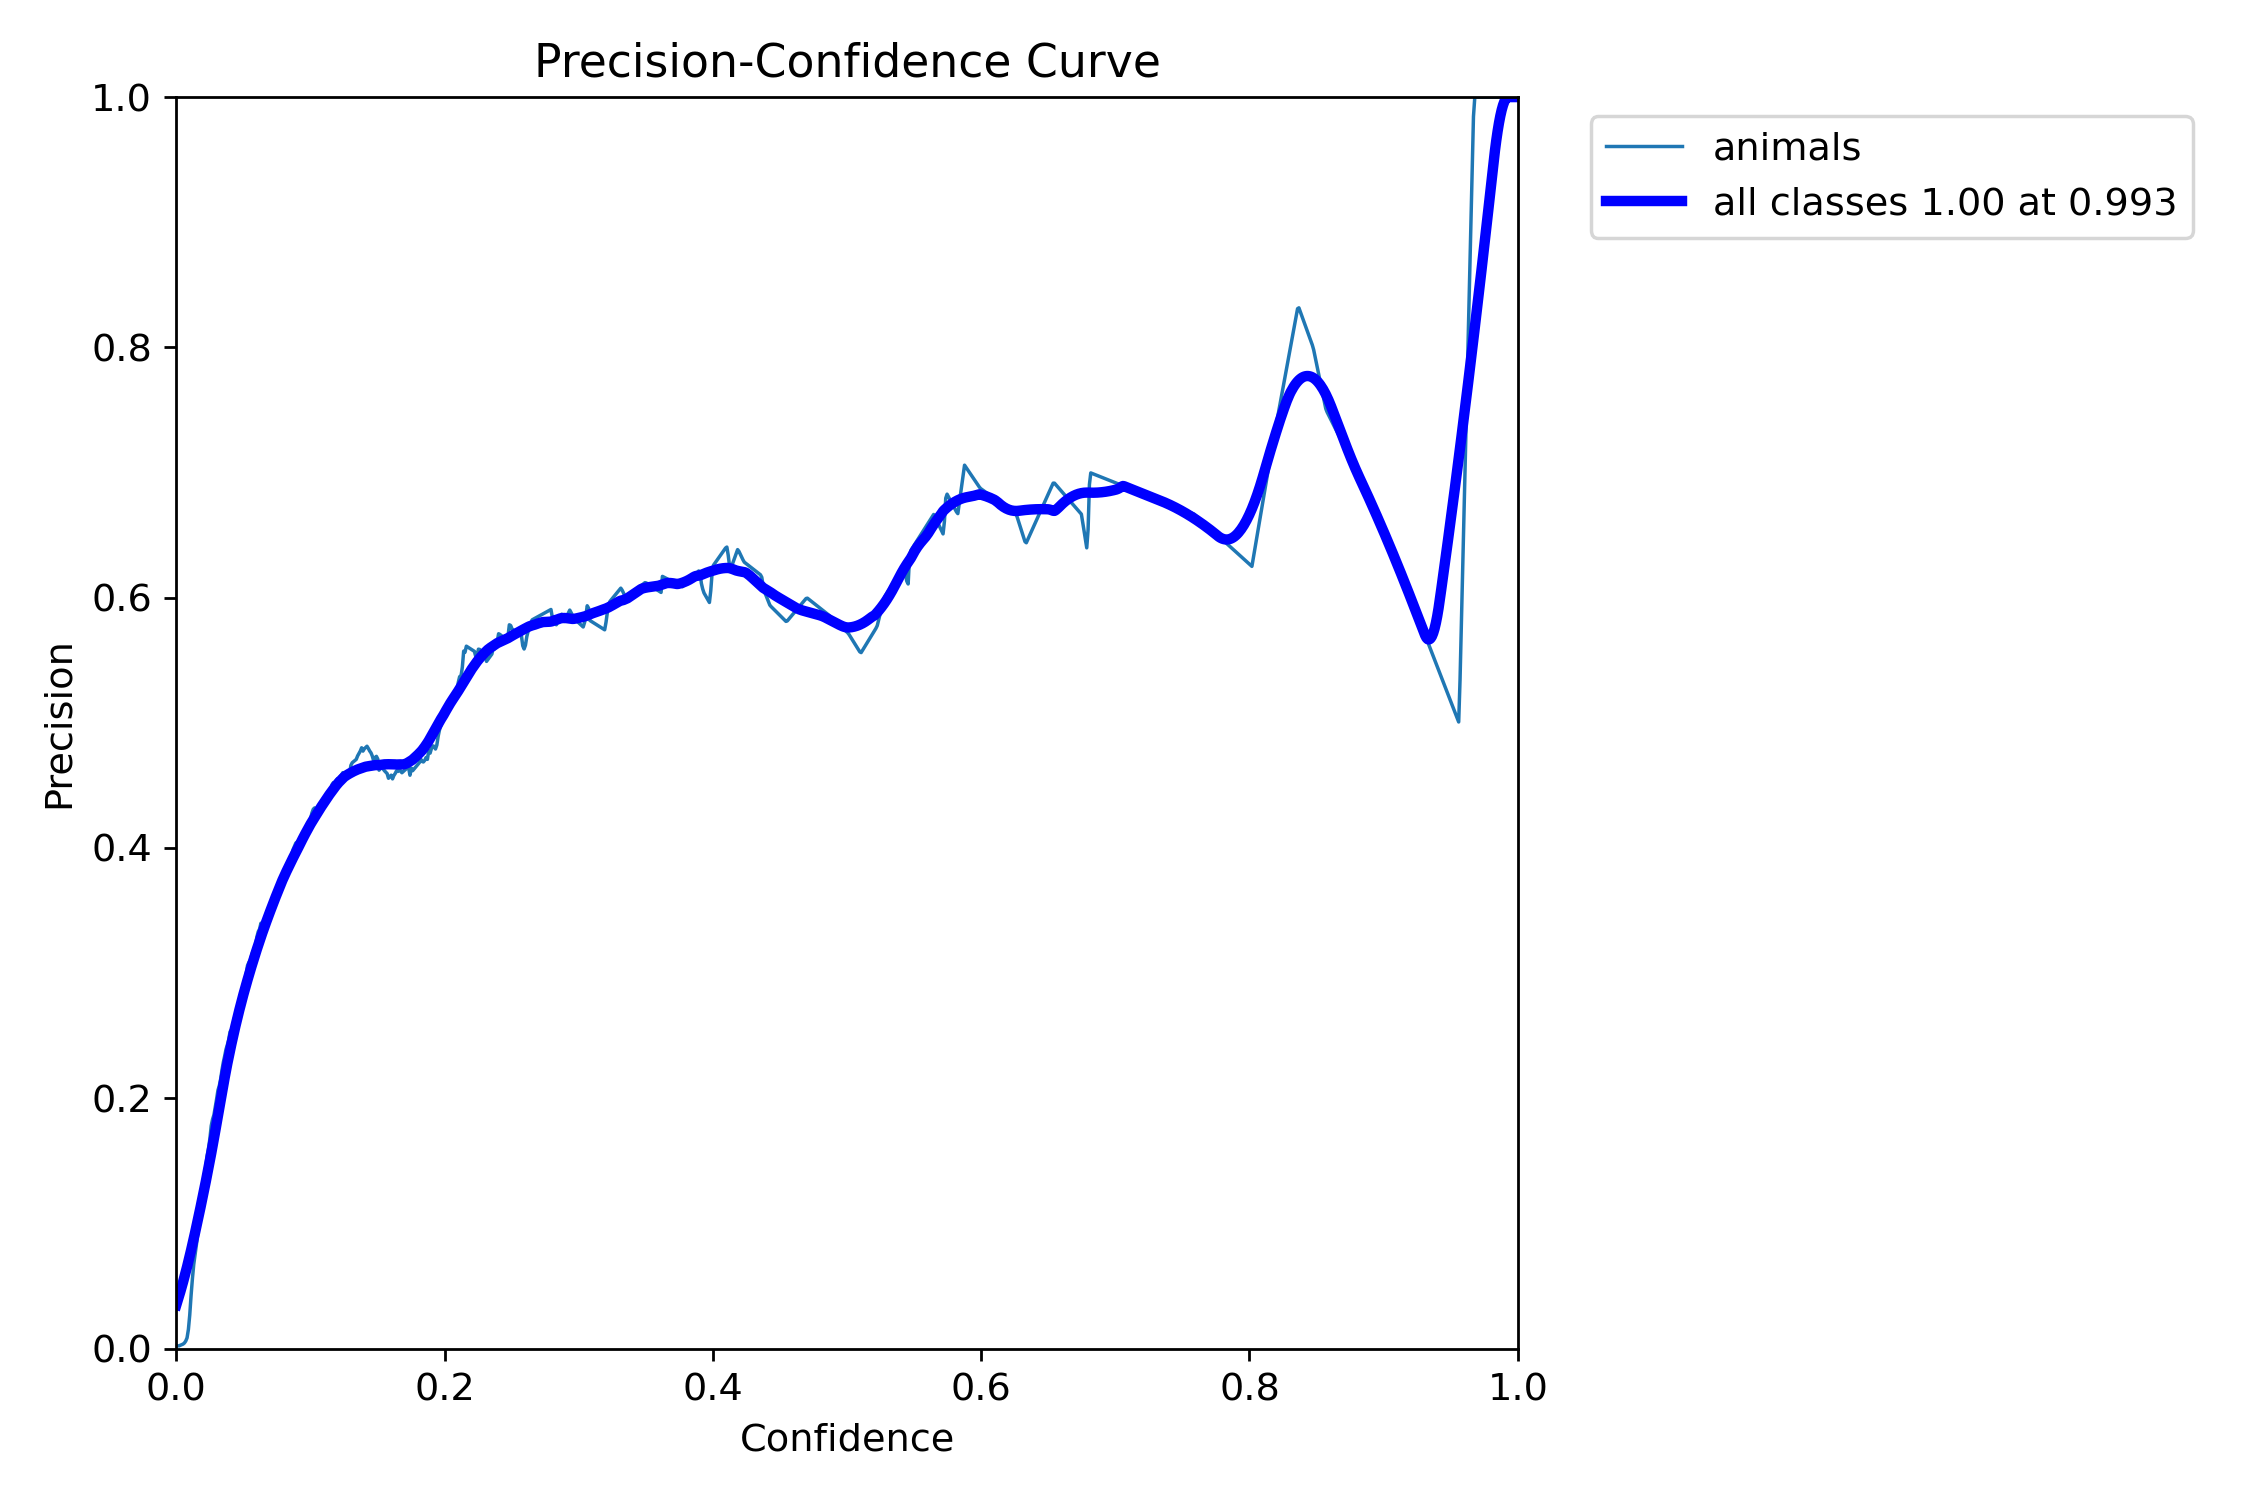 Precision-Confidence Curve
1.0
0.8
0.6
0.4
0.2
0.0
Precision
0.0 0.2 0.4 0.6 0.8 1.0
Confidence
animals
all classes 1.00 at 0.993